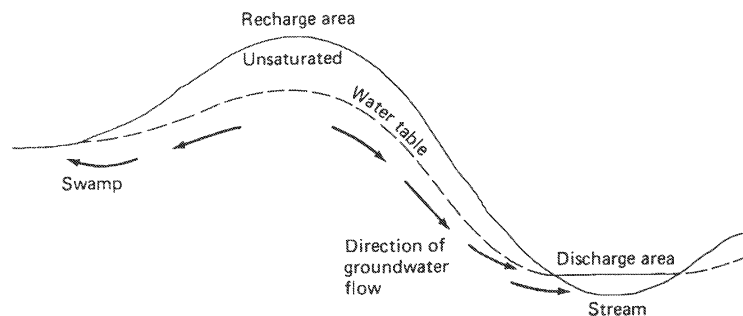 Recharge area
Unsaturated
Water table
Swamp
Direction of
groundwater
flow
Discharge area
Stream